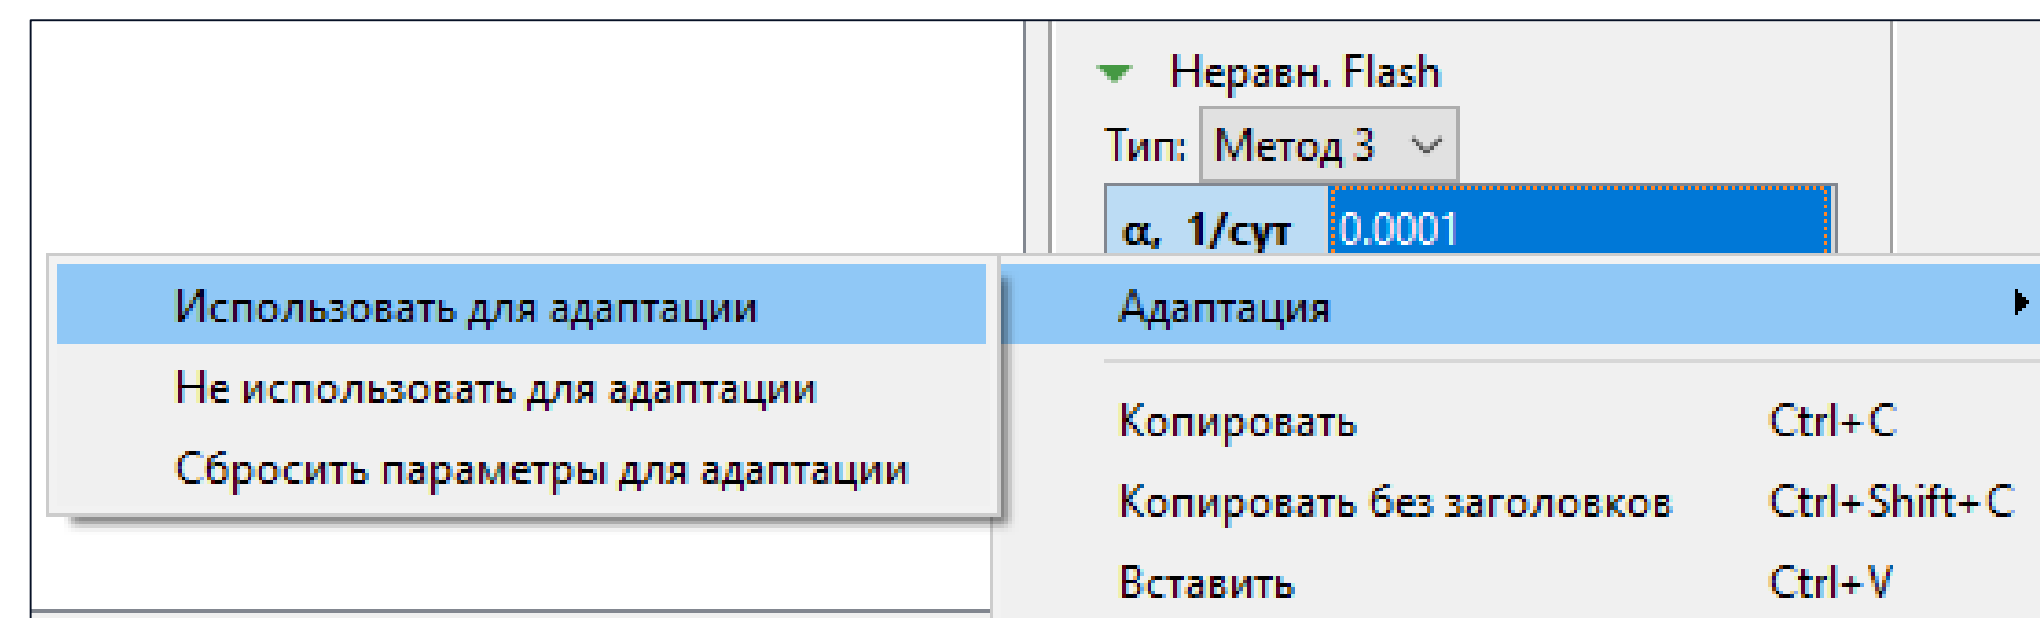 Неравн. Flash
Тип: Метод 3
α, 1/сут 0.0001
Использовать для адаптации
Не использовать для адаптации
Сбросить параметры для адаптации
Адаптация
Копировать Ctrl+C
Копировать без заголовков Ctrl+Shift+C
Вставить Ctrl+V